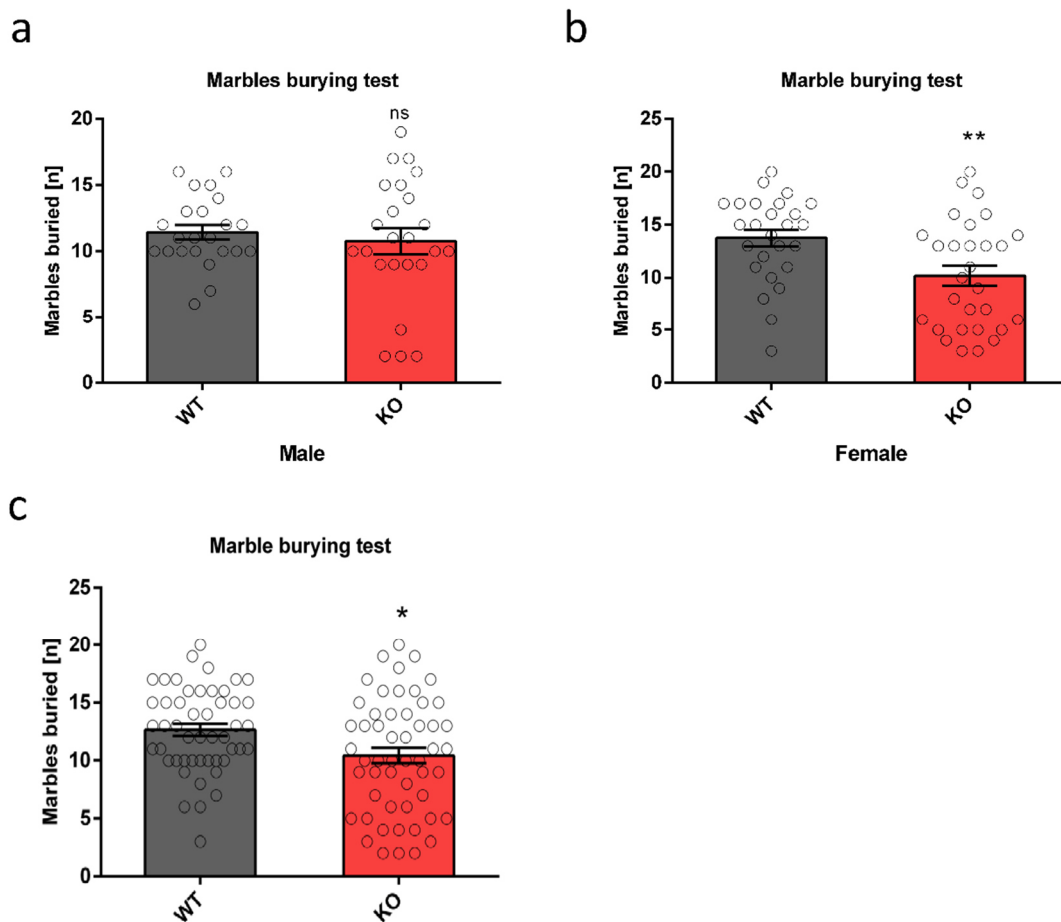 a
Marbles burying test
ns
Marbles buried [n]
20
15
10
5
0
WT
KO
Male
b
Marble burying test
**
Marbles buried [n]
25
20
15
10
5
0
WT
KO
Female
c
Marble burying test
*
Marbles buried [n]
25
20
15
10
5
0
WT
KO